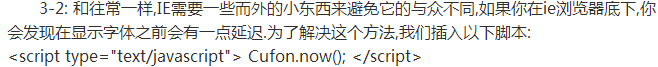 3-2: 和往常一样,IE需要一些而外的小东西来避免它的与众不同,如果你在ie浏览器底下,你
会发现在显示字体之前会有一点延迟.为了解决这个方法,我们插入以下脚本:
<script type="text/javascript"> Cufon.now(); </script>